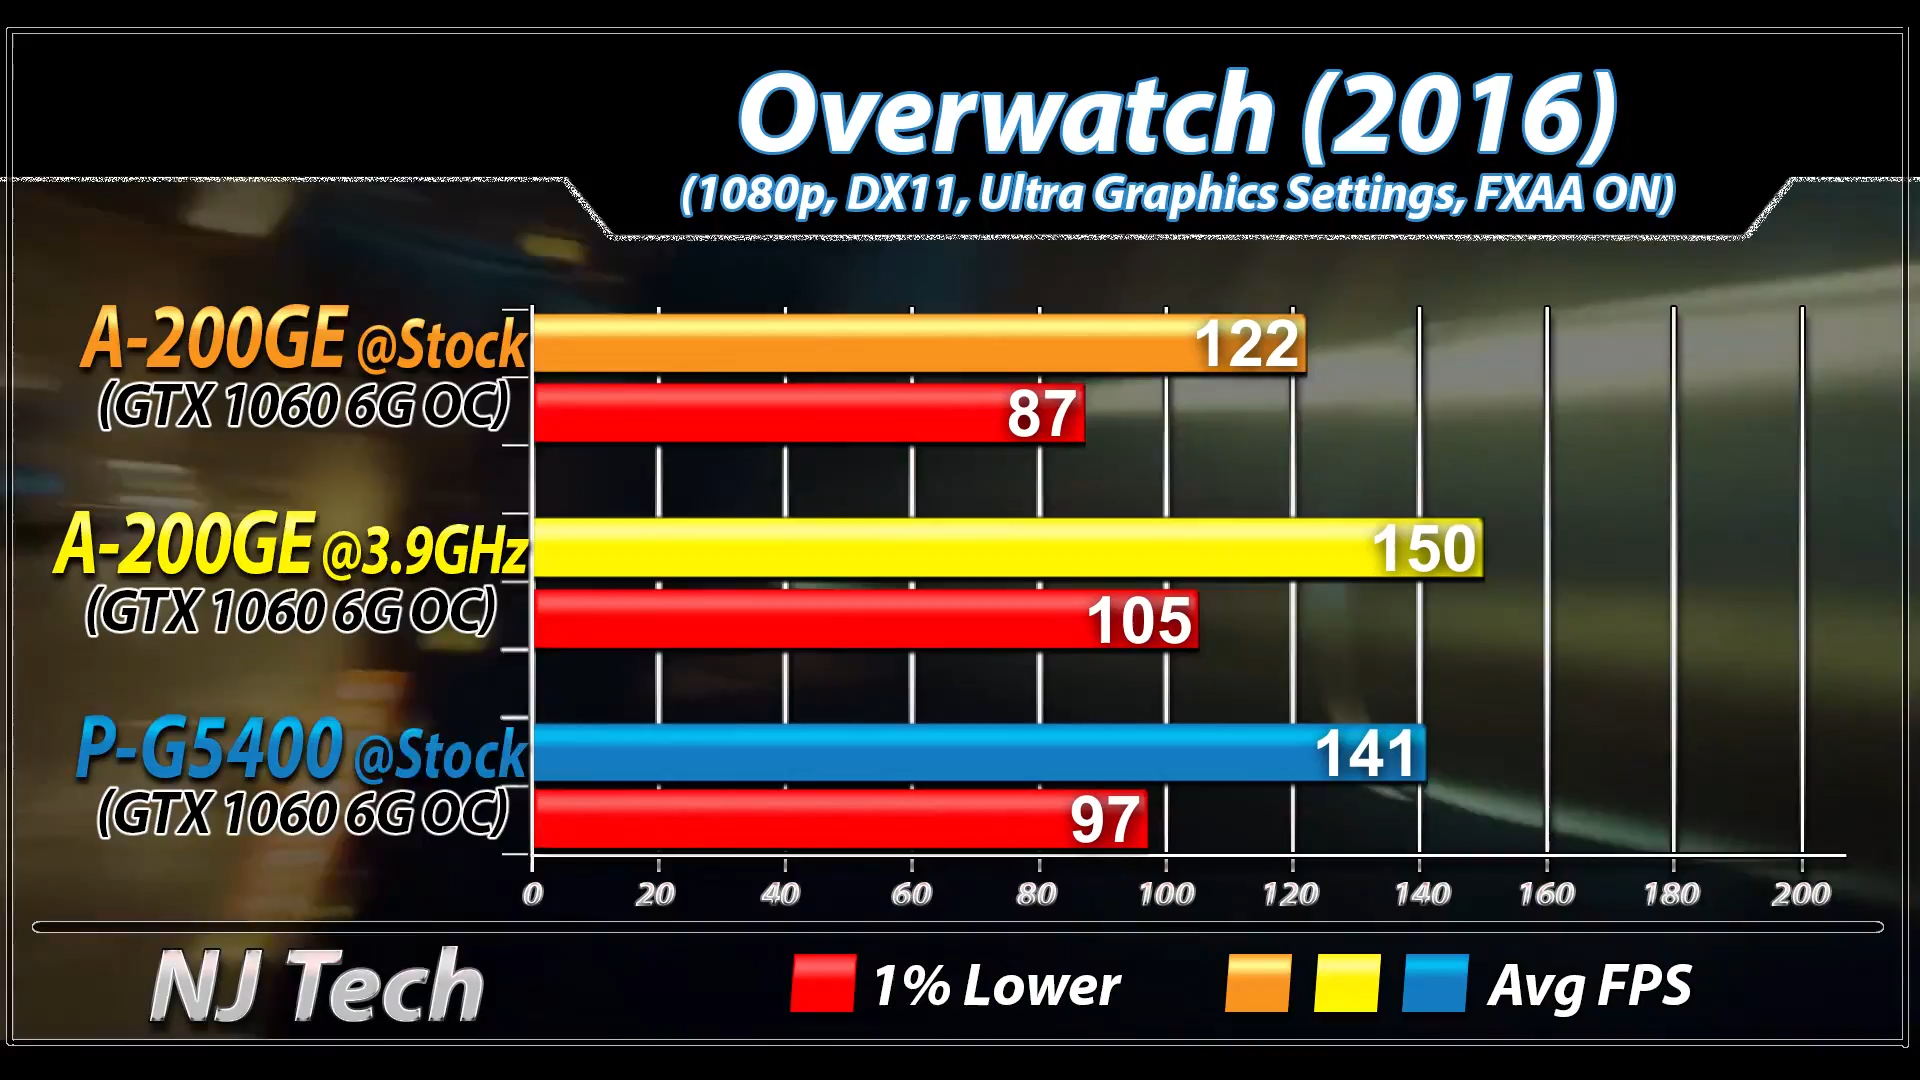 Overwatch (2016)
(1080p, DX11, Ultra Graphics Settings, FXAA ON)
A-200GE @Stock
122
(GTX 1060 6G OC)
87
A-200GE @3.9GHz
150
(GTX 1060 6G OC)
105
P-G5400 @Stock
141
(GTX 1060 6G OC)
97
0 20 40 60 80 100 120 140 160 180 200
NJ Tech
1% Lower
Avg FPS